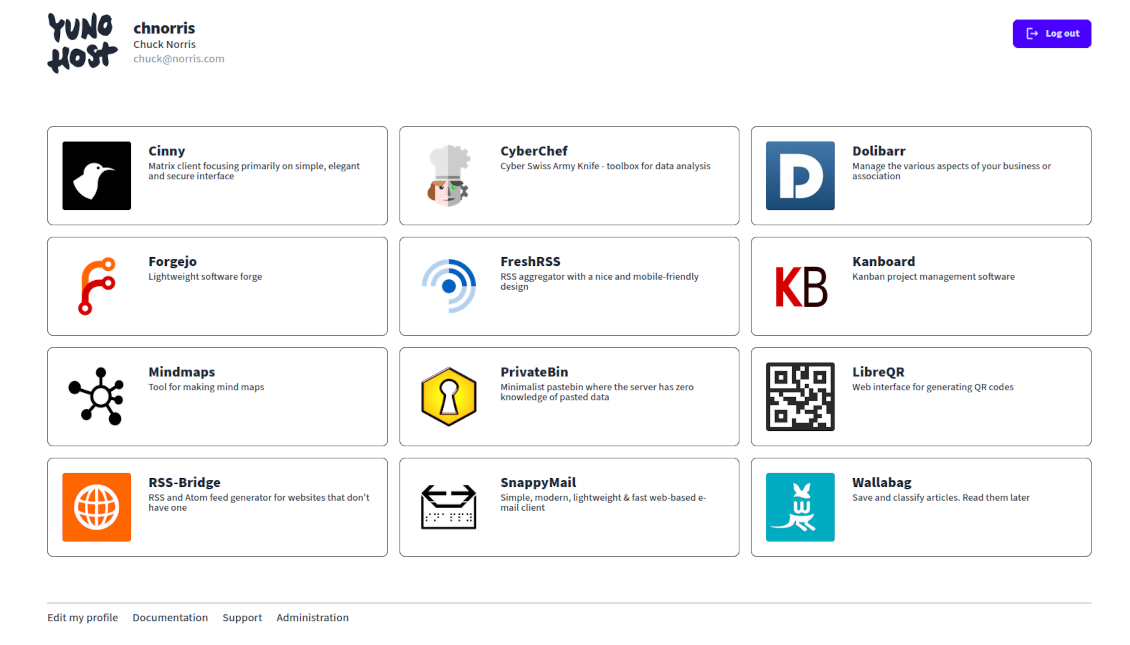 YUNO
HOST
chnorris
Chuck Norris
chuck@norris.com
Log out
Cinny
Matrix client focusing primarily on simple, elegant
and secure interface
CyberChef
Cyber Swiss Army Knife - toolbox for data analysis
Dolibarr
Manage the various aspects of your business or
association
Forgejo
Lightweight software forge
FreshRSS
RSS aggregator with a nice and mobile-friendly
design
KB
Kanboard
Kanban project management software
Mindmaps
Tool for making mind maps
PrivateBin
Minimalist pastebin where the server has zero
knowledge of pasted data
LibreQR
Web interface for generating QR codes
RSS-Bridge
RSS and Atom feed generator for websites that don't
have one
SnappyMail
Simple, modern, lightweight & fast web-based e-
mail client
W
Wallabag
Save and classify articles. Read them later
Edit my profile
Documentation
Support
Administration